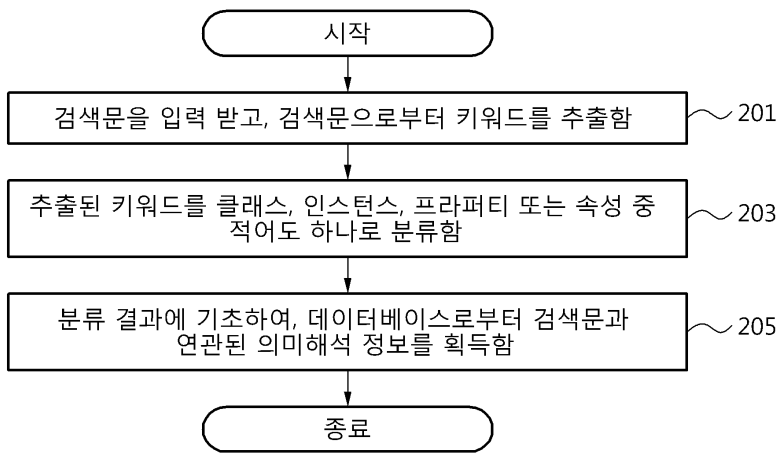 시작
검색문을 입력 받고, 검색문으로부터 키워드를 추출함
201
추출된 키워드를 클래스, 인스턴스, 프라퍼티 또는 속성 중
적어도 하나로 분류함
203
분류 결과에 기초하여, 데이터베이스로부터 검색문과
연관된 의미해석 정보를 획득함
205
종료